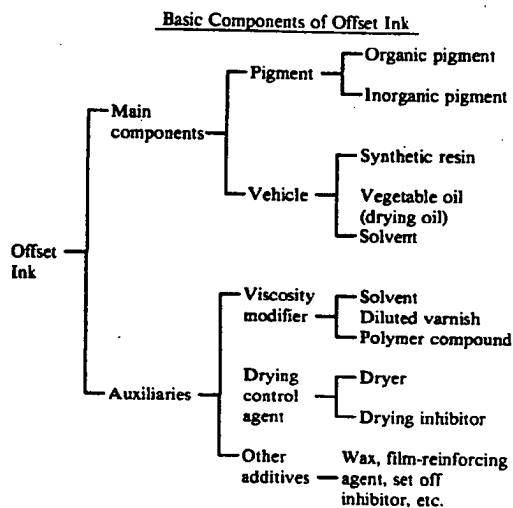 Basic Components of Offset Ink
Organic pigment
Pigment
Inorganic pigment
Main
components
Synthetic resin
Vehicle
Vegetable oil
(drying oil)
Solvent
Offset
Ink
Viscosity
modifier
Solvent
Diluted varnish
Polymer compound
Auxiliaries
Drying
control
agent
Dryer
Drying inhibitor
Other
additives
Wax, film-reinforcing
agent, set off
inhibitor, etc.